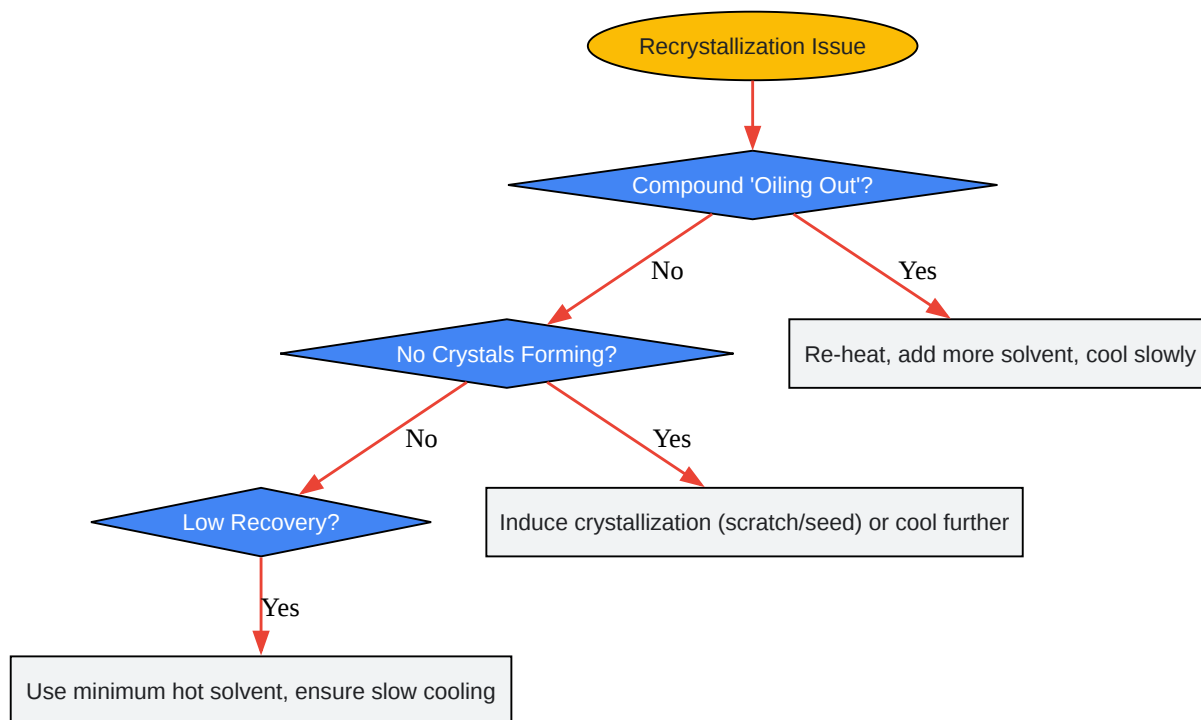 Recrystallization Issue
Compound 'Oiling Out'?
No
Yes
No Crystals Forming?
Re-heat, add more solvent, cool slowly
No
Yes
Low Recovery?
Induce crystallization (scratch/seed) or cool further
Yes
Use minimum hot solvent, ensure slow cooling